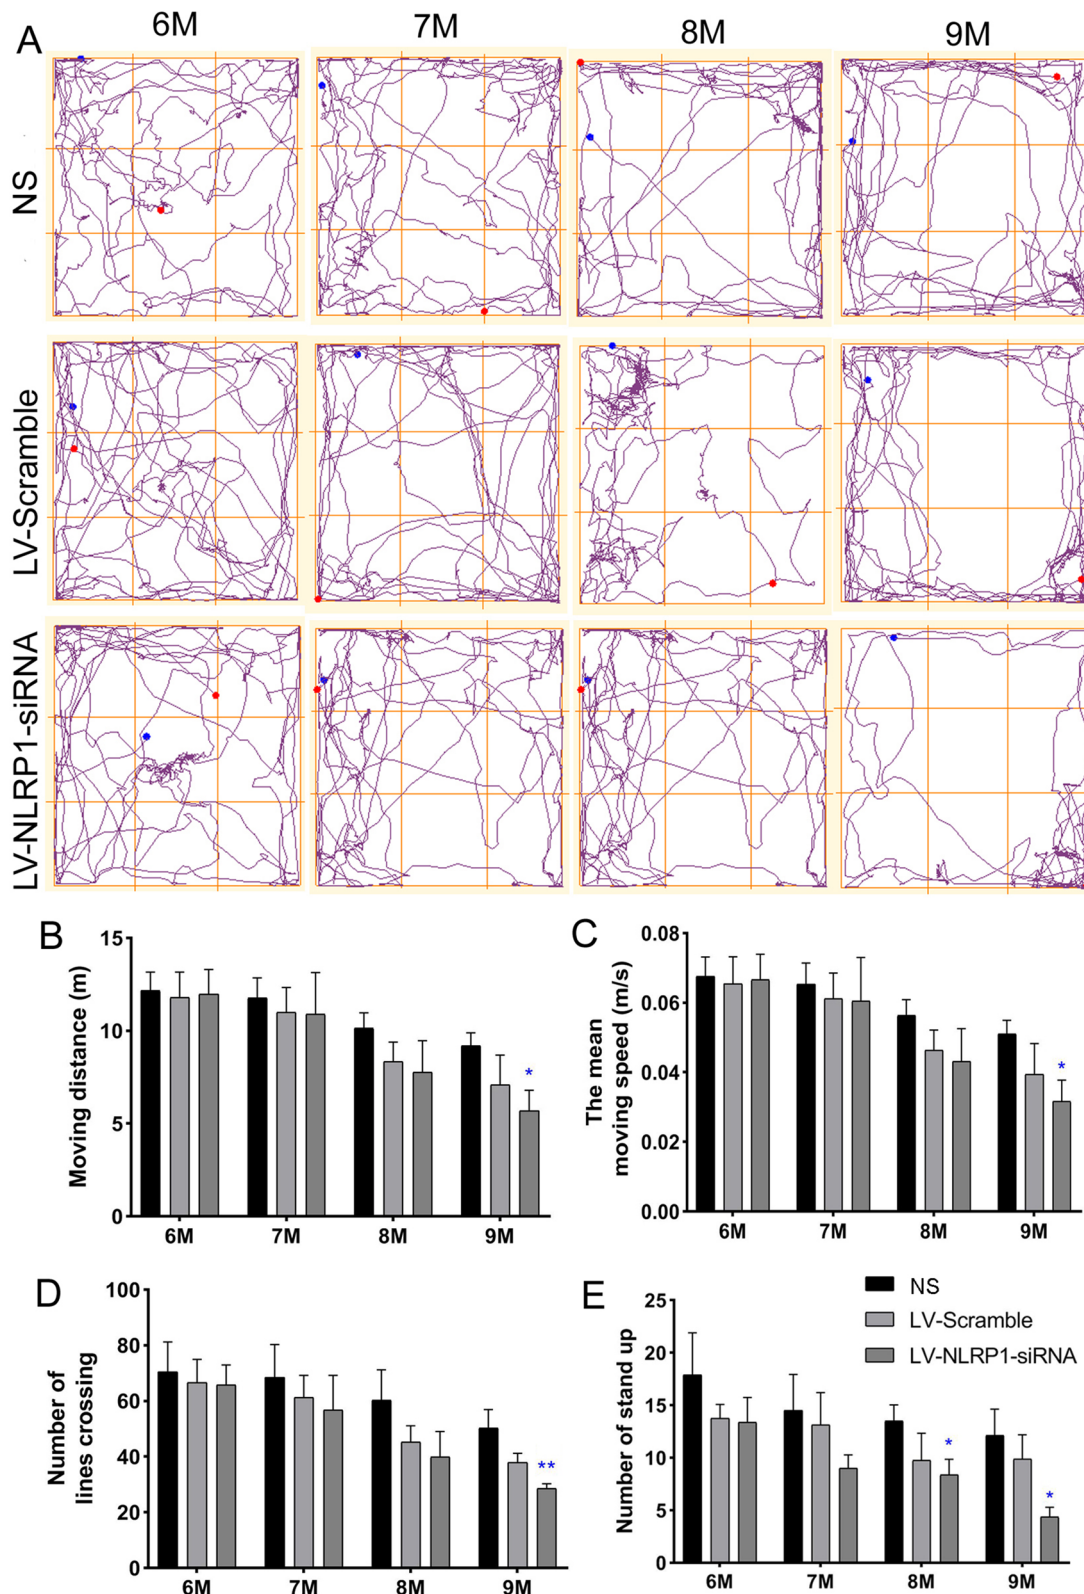 A
6M
7M
8M
9M
NS
LV-Scramble
LV-NLRP1-siRNA
B
Moving distance (m)
15
10
5
0
*
6M
7M
8M
9M
C
The mean
moving speed (m/s)
0.08
0.06
0.04
0.02
0.00
*
6M
7M
8M
9M
D
Number of
lines crossing
100
80
60
40
20
0
**
6M
7M
8M
9M
E
NS
LV-Scramble
LV-NLRP1-siRNA
Number of stand up
25
20
15
10
5
0
*
*
6M
7M
8M
9M